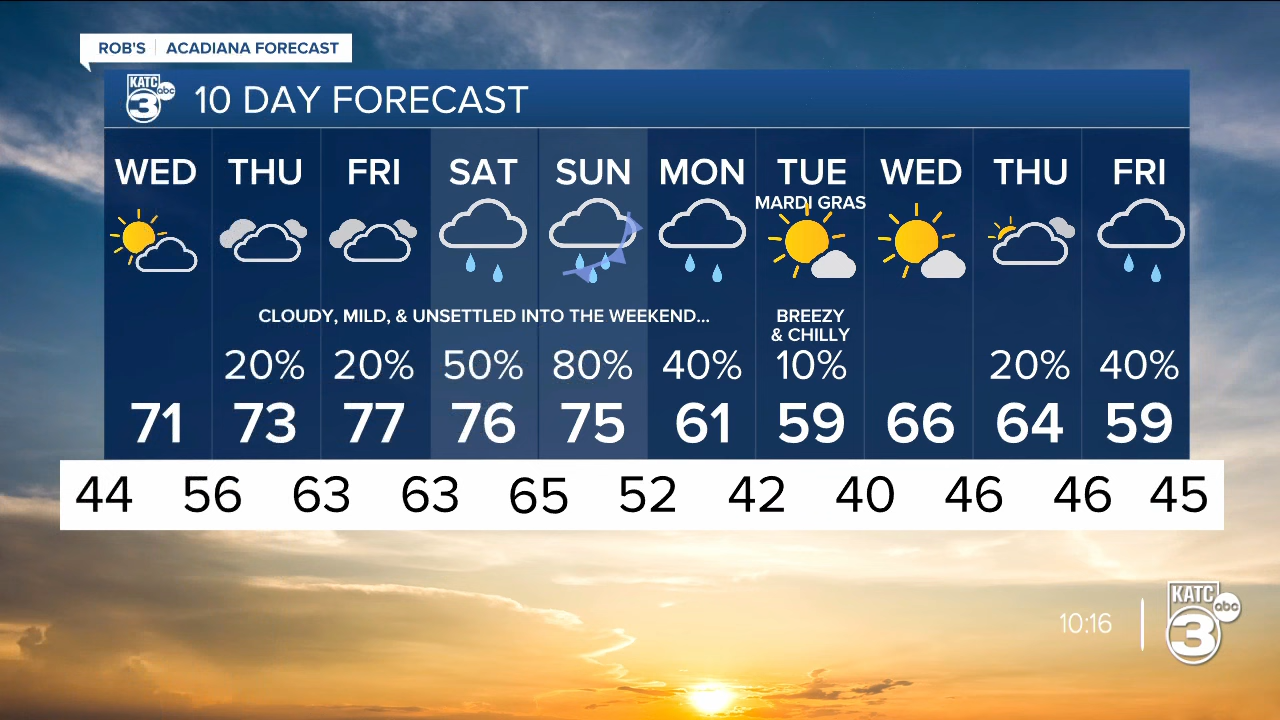 ROB'S ACADIANA FORECAST
KATC abc 3
10 DAY FORECAST
WED THU FRI SAT SUN MON TUE WED THU FRI
MARDI GRAS
CLOUDY, MILD, & UNSETTLED INTO THE WEEKEND...
BREEZY
& CHILLY
20% 20% 50% 80% 40% 10% 20% 40%
71 73 77 76 75 61 59 66 64 59
44 56 63 63 65 52 42 40 46 46 45
10:16
KATC abc 3